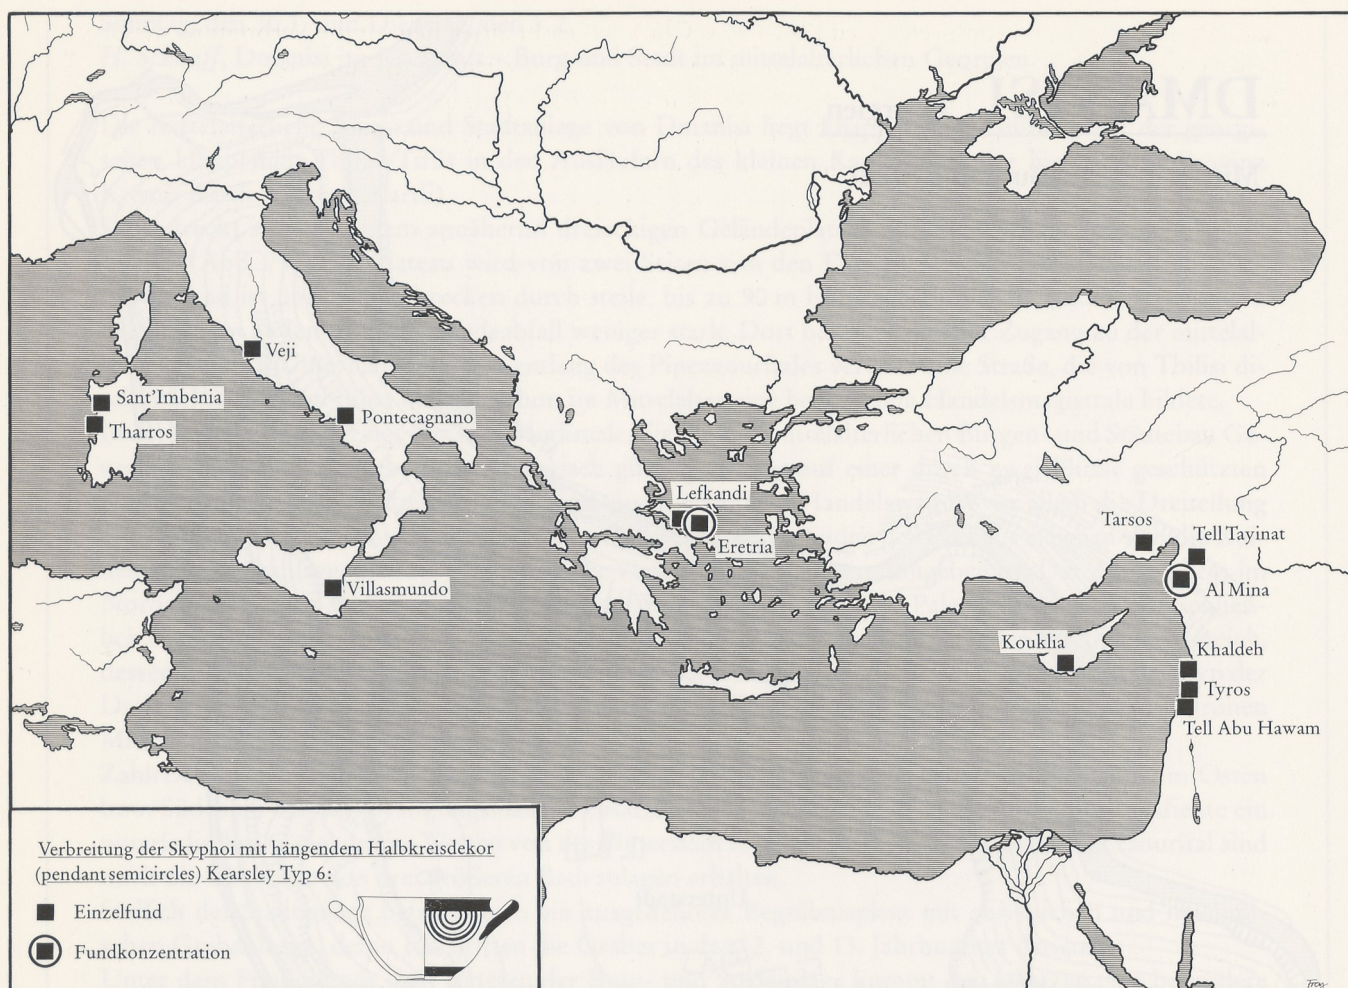 Veji
Sant'Imbenia
Tharros
Pontecagnano
Lefkandi
Eretria
Villasmundo
Tarsos
Tell Tayinat
Al Mina
Kouklia
Khaldeh
Tyros
Tell Abu Hawam
Verbreitung der Skyphoi mit hängendem Halbkreisdekor
(pendant semicircles) Kearsley Typ 6:
Einzelfund
Fundkonzentration